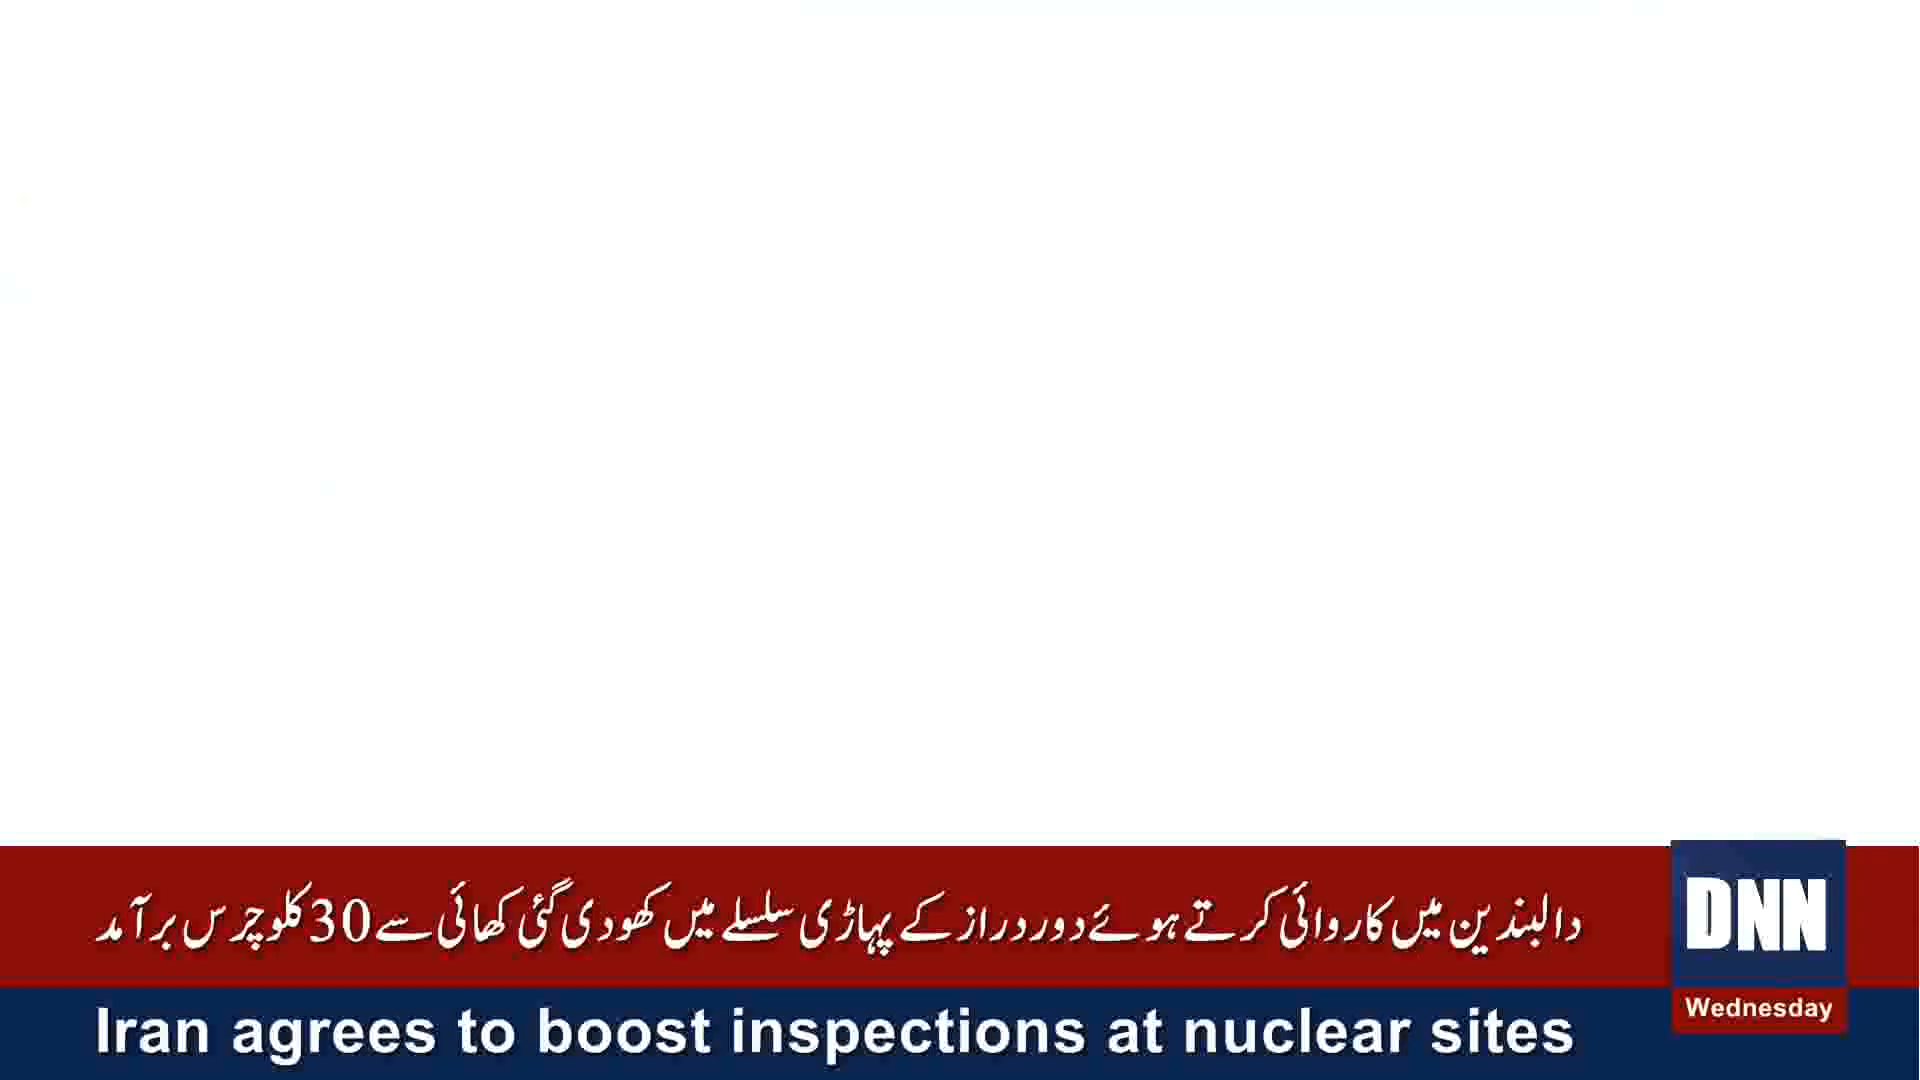 دالبندین میں کاروائی کرتے ہوئے دور دراز کے پہاڑی سلسلے میں کھودی گئی کھائی سے 30 کلو چرس برآمد
DNN
Wednesday
Iran agrees to boost inspections at nuclear sites